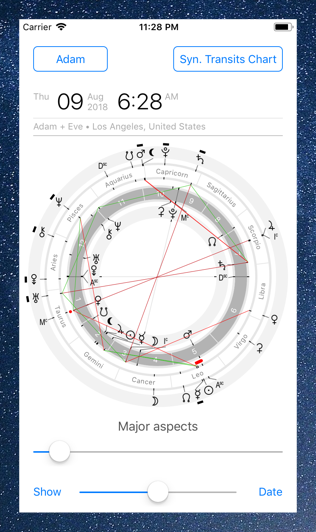 Carrier 11:28 PM
Adam Syn. Transits Chart
Thu 09 Aug 2018 6:28 AM
Adam + Eve • Los Angeles, United States
Capricorn
Aquarius
Sagittarius
Pisces
Scorpio
Aries
Libra
Taurus
Virgo
Gemini
Leo
Cancer
Major aspects
Show Date